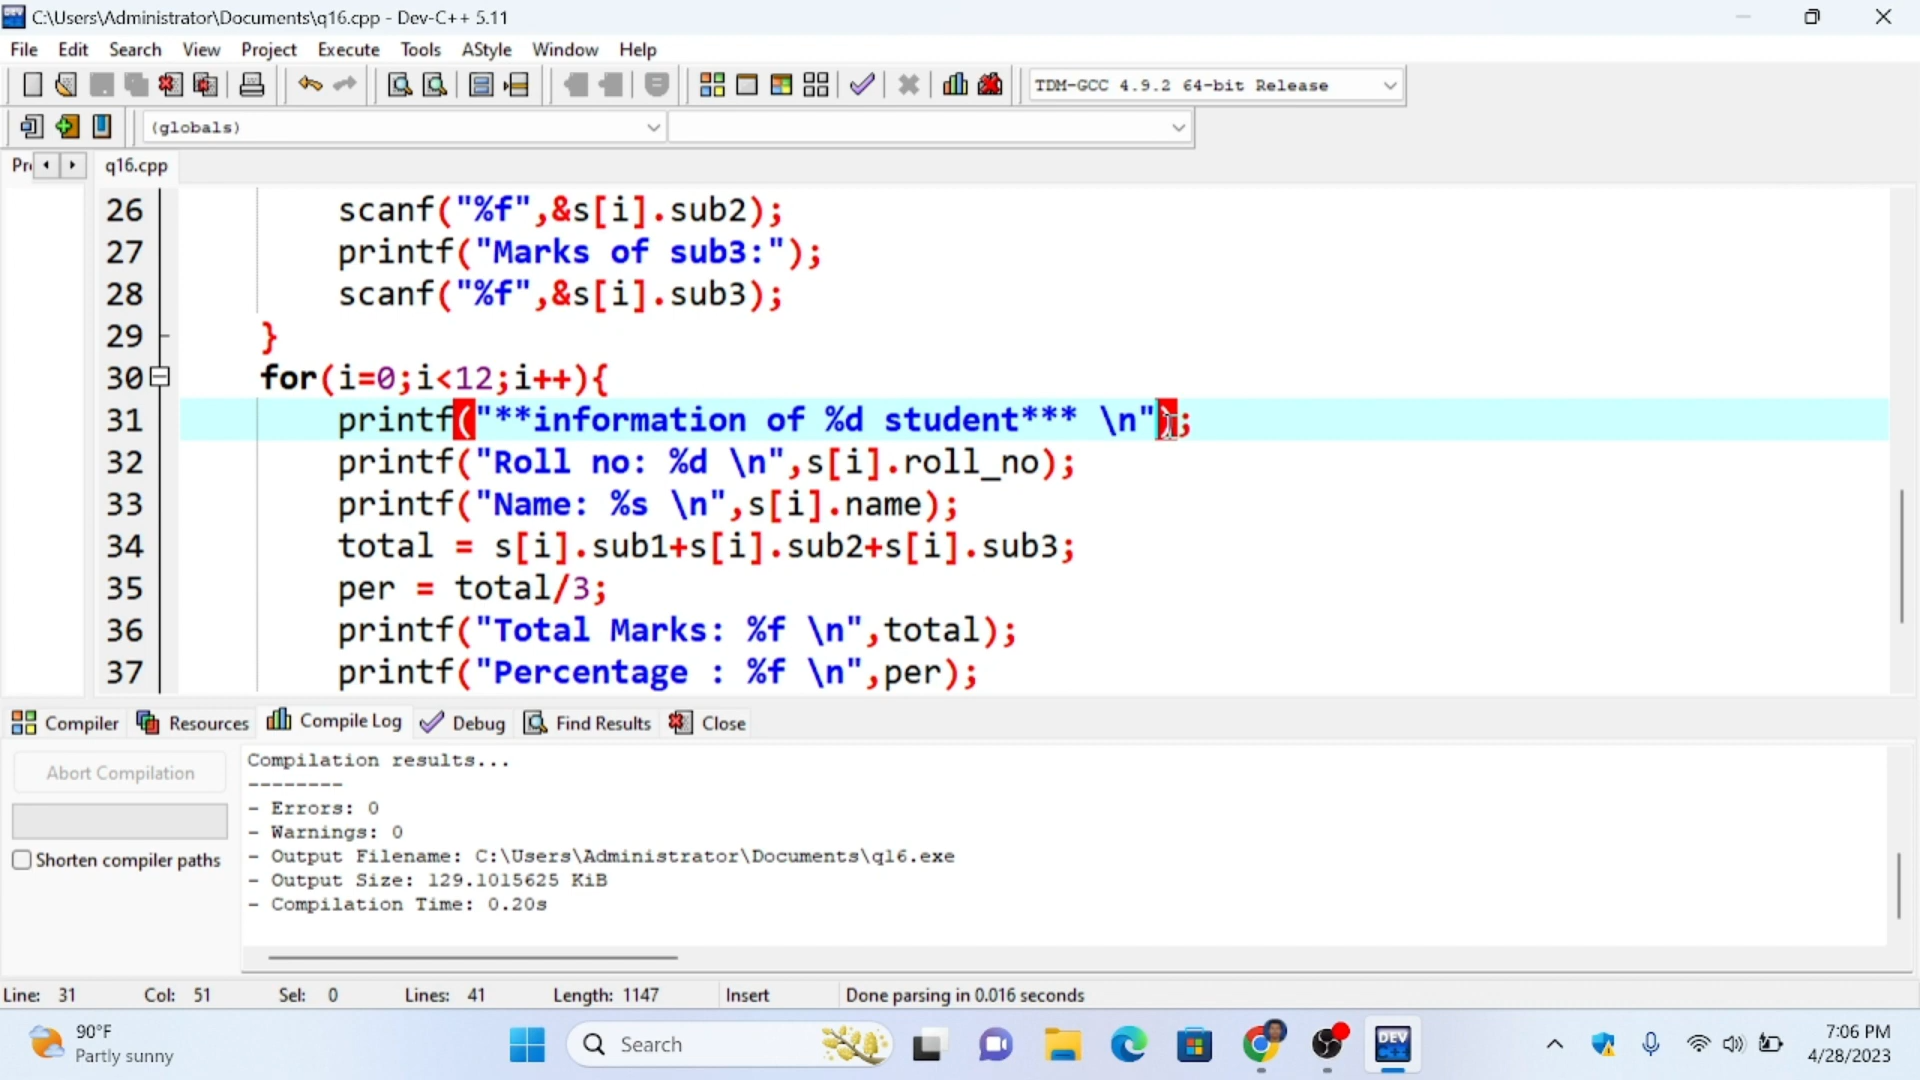 C:\Users\Administrator\Documents\q16.cpp - Dev-C++ 5.11
File Edit Search View Project Execute Tools AStyle Window Help
TDM-GCC 4.9.2 64-bit Release
(globals)
q16.cpp
26 scanf("%f",&s[i].sub2);
27 printf("Marks of sub3:");
28 scanf("%f",&s[i].sub3);
29 }
30 for(i=0;i<12;i++){
31 printf("**information of %d student*** \n");
32 printf("Roll no: %d \n",s[i].roll_no);
33 printf("Name: %s \n",s[i].name);
34 total = s[i].sub1+s[i].sub2+s[i].sub3;
35 per = total/3;
36 printf("Total Marks: %f \n",total);
37 printf("Percentage : %f \n",per);
Compiler Resources Compile Log Debug Find Results Close
Abort Compilation
Shorten compiler paths
Compilation results...
--------
- Errors: 0
- Warnings: 0
- Output Filename: C:\Users\Administrator\Documents\q16.exe
- Output Size: 129.1015625 KiB
- Compilation Time: 0.20s
Line: 31 Col: 51 Sel: 0 Lines: 41 Length: 1147 Insert Done parsing in 0.016 seconds
90°F
Partly sunny
Search
DEV
7:06 PM
4/28/2023